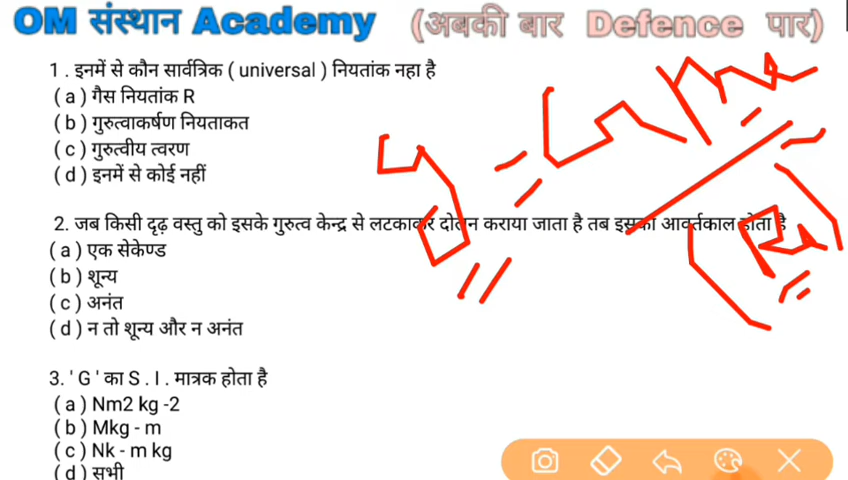 OM संस्थान Academy (अबकी बार Defence पार)
1 . इनमें से कौन सार्वत्रिक ( universal ) नियतांक नहा है
( a ) गैस नियतांक R
( b ) गुरुत्वाकर्षण नियताकत
( c ) गुरुत्वीय त्वरण
( d ) इनमें से कोई नहीं
2. जब किसी दृढ़ वस्तु को इसके गुरुत्व केन्द्र से लटकाकर दोलन कराया जाता है तब इसका आवर्तकाल होता है
( a ) एक सेकेण्ड
( b ) शून्य
( c ) अनंत
( d ) न तो शून्य और न अनंत
3. ' G ' का S . I . मात्रक होता है
( a ) Nm2 kg -2
( b ) Mkg - m
( c ) Nk - m kg
( d ) सभी